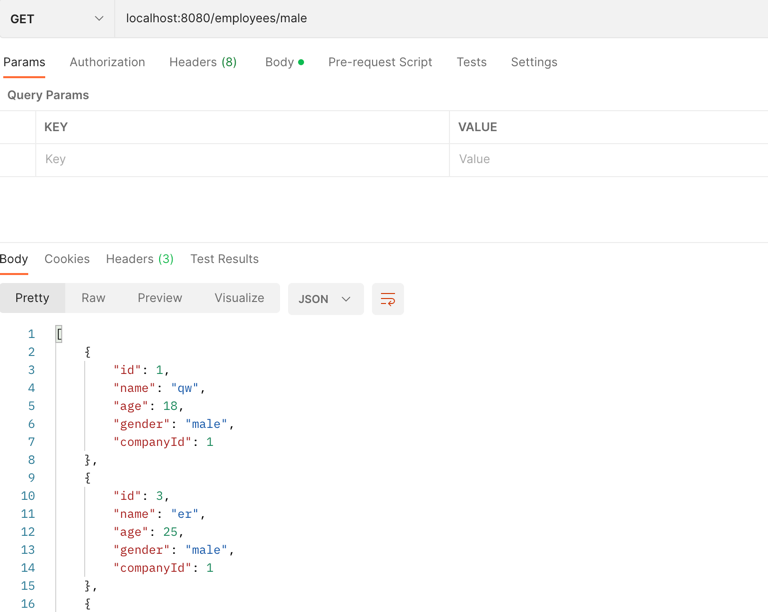 GET localhost:8080/employees/male
Params Authorization Headers (8) Body Pre-request Script Tests Settings
Query Params
KEY VALUE
Key Value
Body Cookies Headers (3) Test Results
Pretty Raw Preview Visualize JSON
1 [
2 {
3 "id": 1,
4 "name": "qw",
5 "age": 18,
6 "gender": "male",
7 "companyId": 1
8 },
9 {
10 "id": 3,
11 "name": "er",
12 "age": 25,
13 "gender": "male",
14 "companyId": 1
15 },
16 {